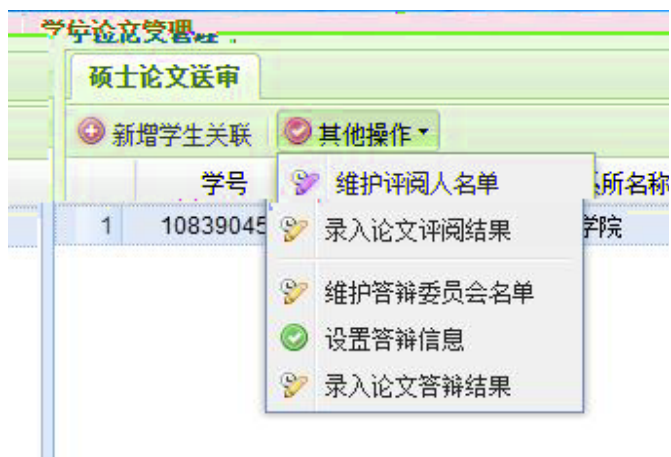 硕士论文送审
新增学生关联 其他操作
学号 维护评阅人名单 所名称
1 10839045 录入论文评阅结果 学院
维护答辩委员会名单
设置答辩信息
录入论文答辩结果